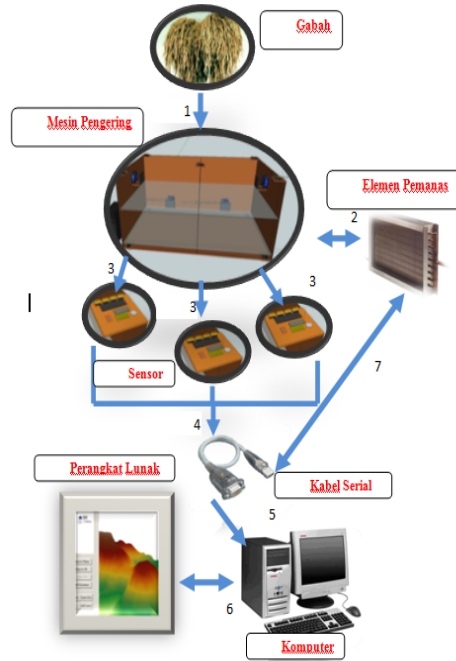 Gabah
1
Mesin Pengering
Elemen Pemanas
2
3
3
3
Sensor
7
4
Perangkat Lunak
Kabel Serial
5
6
Komputer